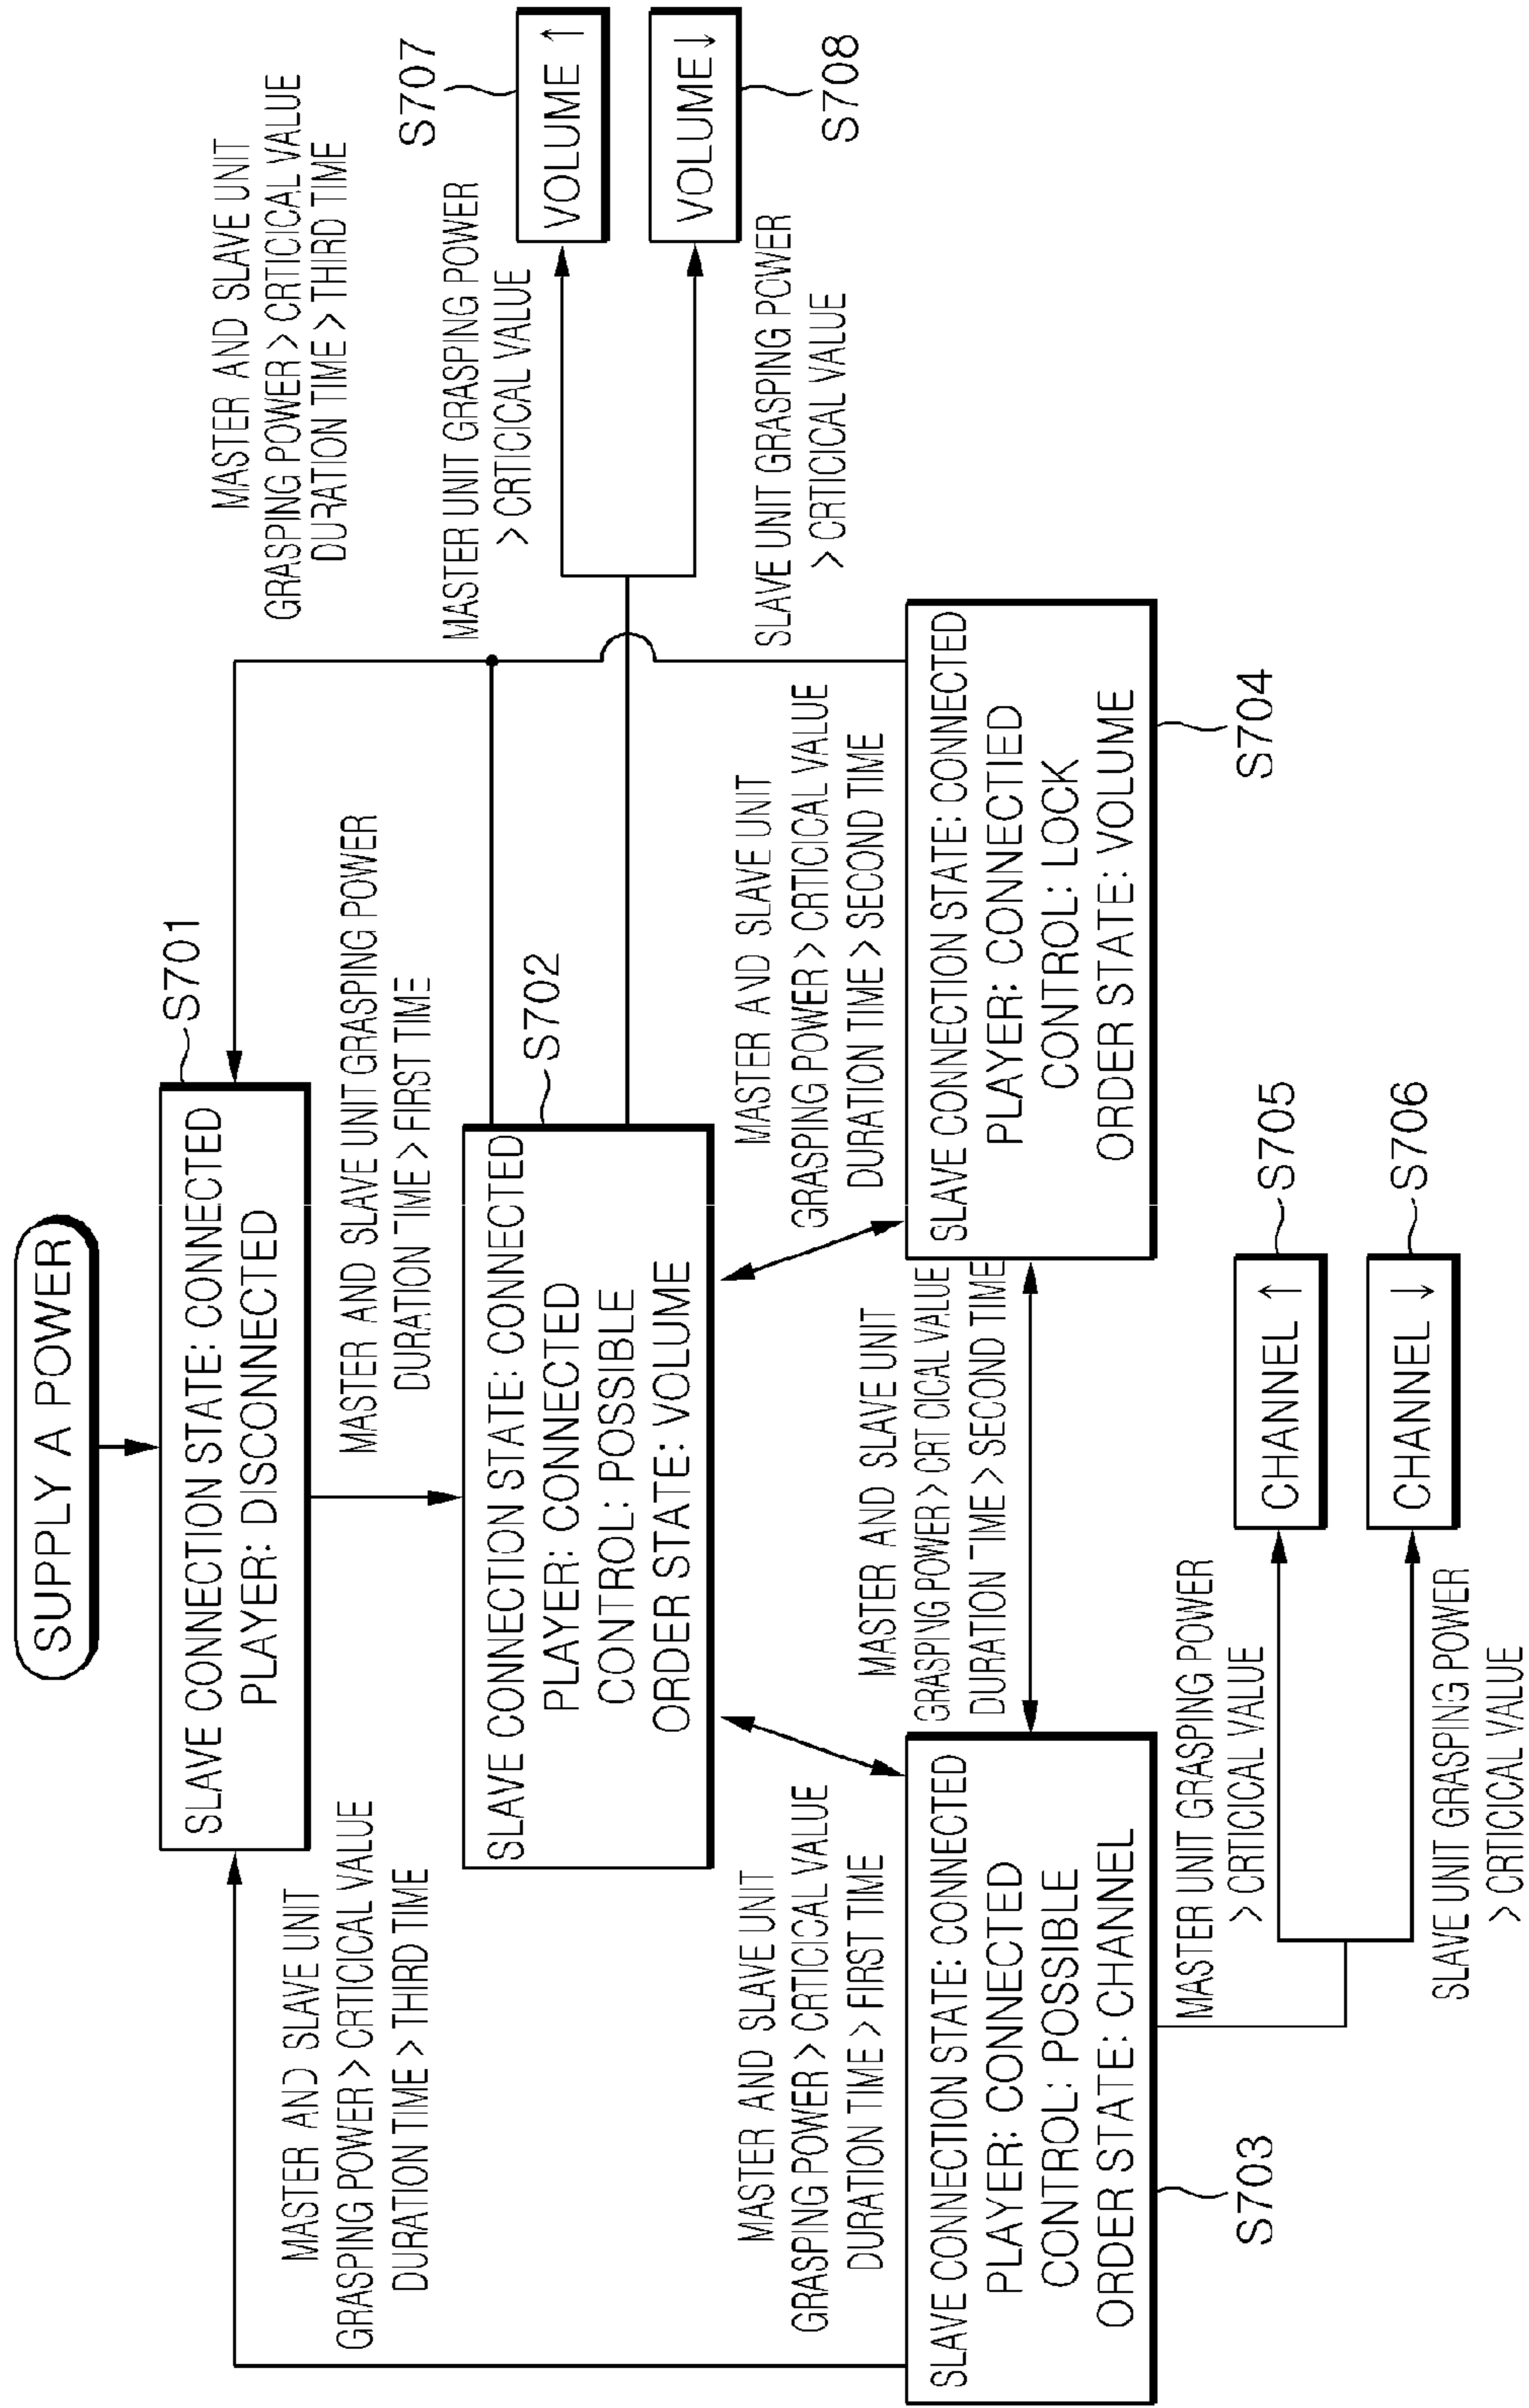 SUPPLY A POWER
SLAVE CONNECTION STATE: CONNECTED
PLAYER: DISCONNECTED
S701
MASTER AND SLAVE UNIT
GRASPING POWER > CRTICICAL VALUE
DURATION TIME > THIRD TIME
MASTER AND SLAVE UNIT GRASPING POWER
DURATION TIME > FIRST TIME
MASTER AND SLAVE UNIT
GRASPING POWER > CRTICICAL VALUE
DURATION TIME > THIRD TIME
SLAVE CONNECTION STATE: CONNECTED
PLAYER: CONNECTED
CONTROL: POSSIBLE
ORDER STATE: VOLUME
S702
MASTER UNIT GRASPING POWER
> CRTICICAL VALUE
VOLUME ↑
S707
SLAVE UNIT GRASPING POWER
> CRTICICAL VALUE
VOLUME ↓
S708
MASTER AND SLAVE UNIT
GRASPING POWER > CRTICICAL VALUE
DURATION TIME > FIRST TIME
MASTER AND SLAVE UNIT
GRASPING POWER > CRTICICAL VALUE
DURATION TIME > SECOND TIME
SLAVE CONNECTION STATE: CONNECTED
PLAYER: CONNECTED
CONTROL: POSSIBLE
ORDER STATE: CHANNEL
S703
MASTER AND SLAVE UNIT
GRASPING POWER > CRT CICAL VALUE
DURATION TIME > SECOND TIME
SLAVE CONNECTION STATE: CONNECTED
PLAYER: CONNECTIED
CONTROL: LOCK
ORDER STATE: VOLUME
S704
MASTER UNIT GRASPING POWER
> CRTICICAL VALUE
CHANNEL ↑
S705
SLAVE UNIT GRASPING POWER
> CRTICICAL VALUE
CHANNEL ↓
S706